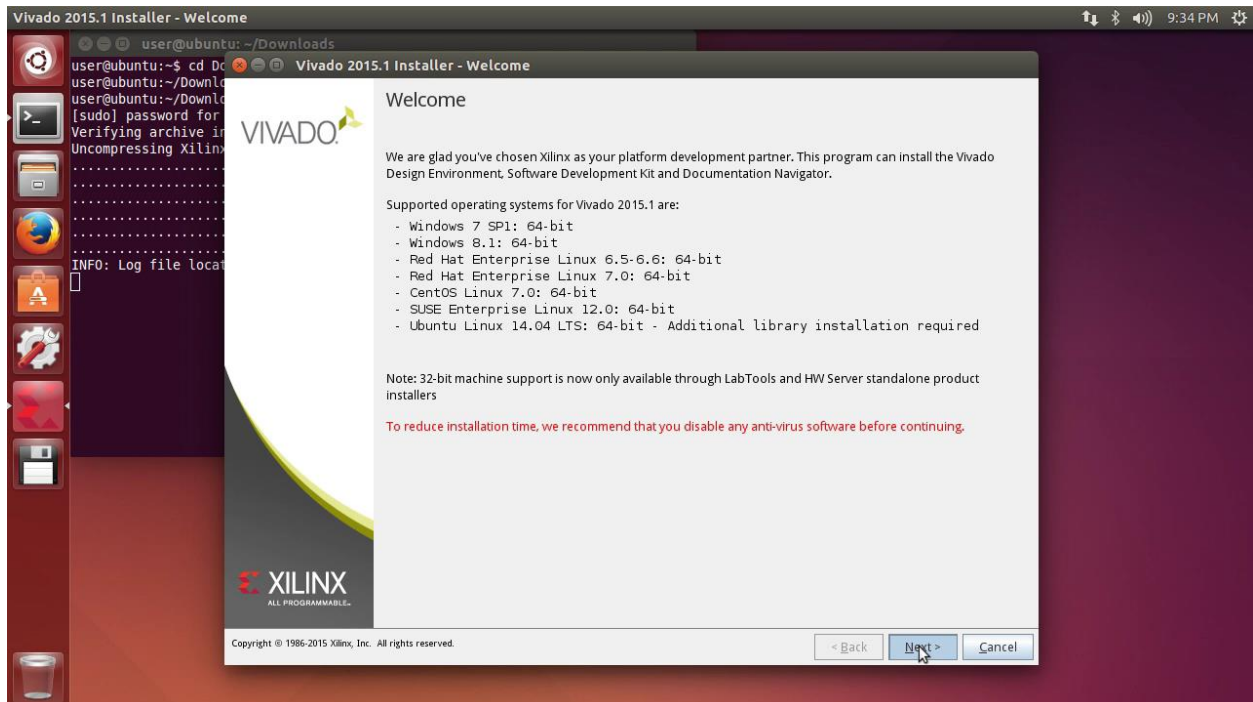 Vivado 2015.1 Installer - Welcome
9:34 PM
user@ubuntu: ~/Downloads
user@ubuntu:~$ cd Do
user@ubuntu:~/Downlo
user@ubuntu:~/Downlo
[sudo] password for
Verifying archive in
Uncompressing Xilinx
....................
....................
....................
....................
....................
....................
INFO: Log file locat
Vivado 2015.1 Installer - Welcome
VIVADO
Welcome
We are glad you've chosen Xilinx as your platform development partner. This program can install the Vivado
Design Environment, Software Development Kit and Documentation Navigator.
Supported operating systems for Vivado 2015.1 are:
- Windows 7 SP1: 64-bit
- Windows 8.1: 64-bit
- Red Hat Enterprise Linux 6.5-6.6: 64-bit
- Red Hat Enterprise Linux 7.0: 64-bit
- CentOS Linux 7.0: 64-bit
- SUSE Enterprise Linux 12.0: 64-bit
- Ubuntu Linux 14.04 LTS: 64-bit - Additional library installation required
Note: 32-bit machine support is now only available through LabTools and HW Server standalone product
installers
To reduce installation time, we recommend that you disable any anti-virus software before continuing.
XILINX
ALL PROGRAMMABLE™
Copyright © 1986-2015 Xilinx, Inc. All rights reserved.
< Back
Next >
Cancel